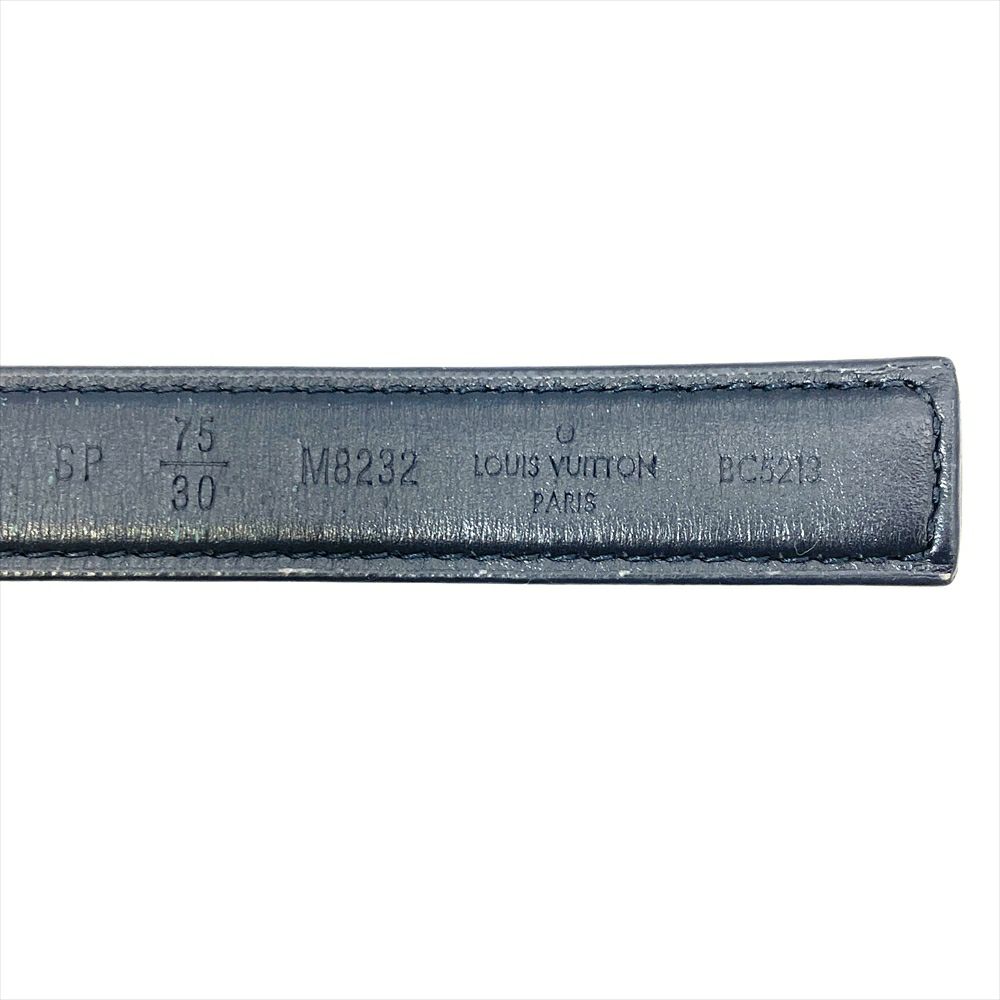 SP
75
30
M8232
LOUIS VUITTON
PARIS
BC5213